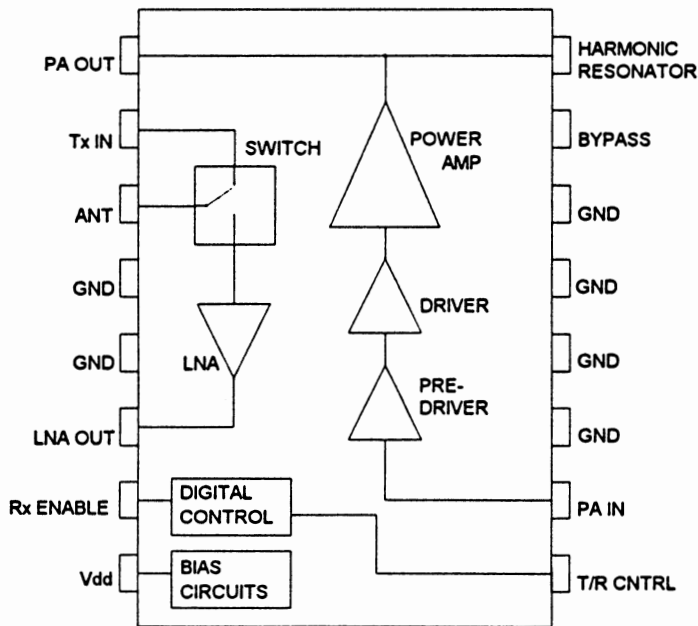 PA OUT
HARMONIC
RESONATOR
Tx IN
SWITCH
POWER
AMP
BYPASS
ANT
GND
GND
DRIVER
GND
GND
LNA
GND
LNA OUT
PRE-
DRIVER
GND
Rx ENABLE
DIGITAL
CONTROL
PA IN
Vdd
BIAS
CIRCUITS
T/R CNTRL